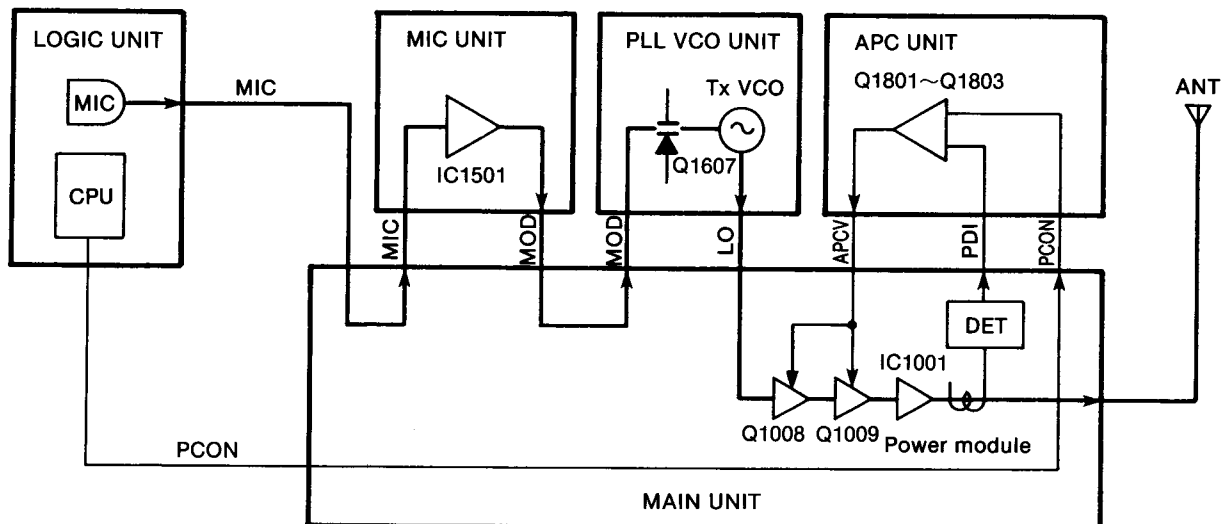 LOGIC UNIT
MIC
CPU
MIC
MIC UNIT
IC1501
PLL VCO UNIT
Tx VCO
Q1607
APC UNIT
Q1801~Q1803
ANT
MIC
MOD
MOD
LO
APCV
PDI
PCON
DET
IC1001
Q1008
Q1009
Power module
PCON
MAIN UNIT